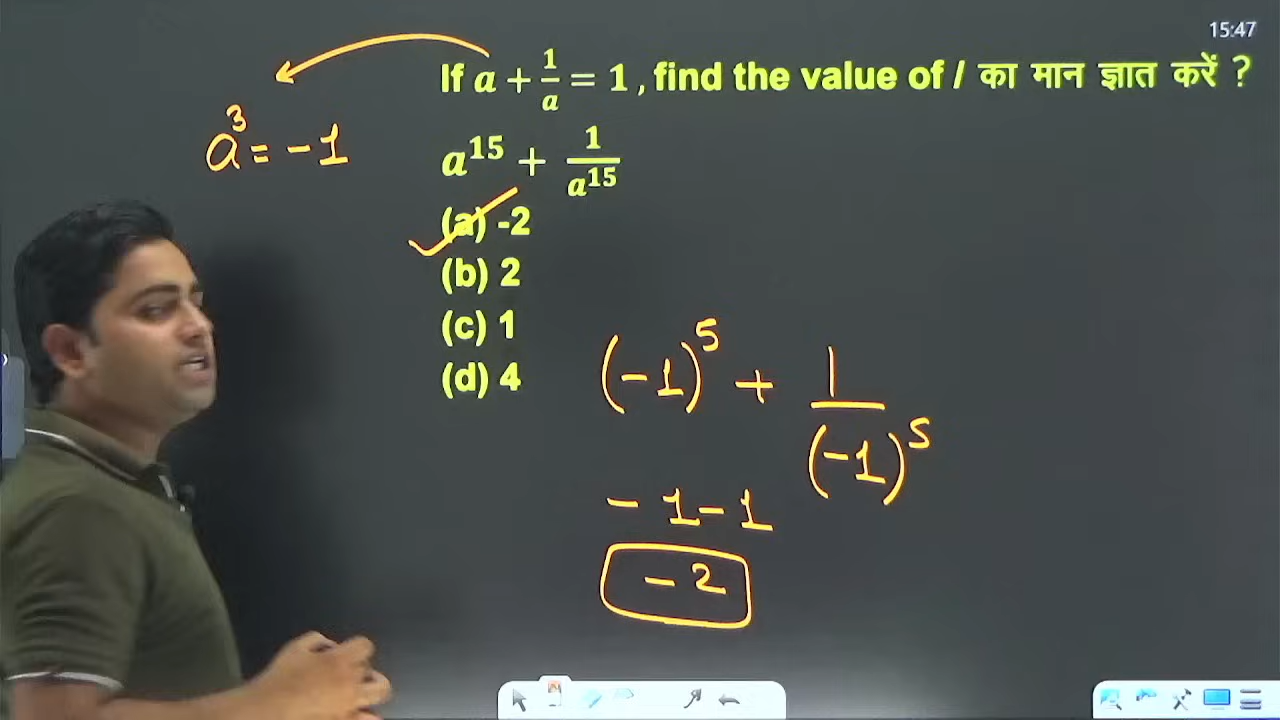 15:47
If a + 1/a = 1 , find the value of / का मान ज्ञात करें ?
a³ = -1
a¹⁵ + 1/a¹⁵
(a) -2
(b) 2
(c) 1
(d) 4
(-1)⁵ + 1/(-1)⁵
- 1 - 1
- 2